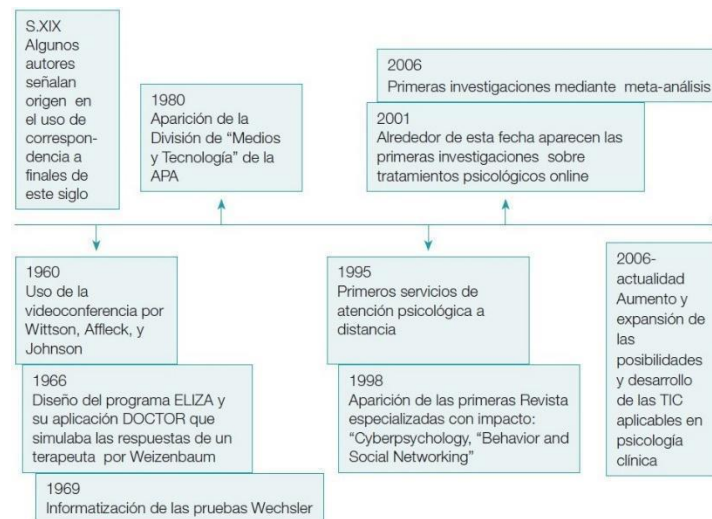 S.XIX
Algunos
autores
señalan
origen en
el uso de
correspon-
dencia a
finales de
este siglo
1980
Aparición de la
División de “Medios
y Tecnología” de la
APA
2006
Primeras investigaciones mediante meta-análisis
2001
Alrededor de esta fecha aparecen las
primeras investigaciones sobre
tratamientos psicológicos online
1960
Uso de la
videoconferencia por
Wittson, Affleck, y
Johnson
1966
Diseño del programa ELIZA y
su aplicación DOCTOR que
simulaba las respuestas de un
terapeuta por Weizenbaum
1969
Informatización de las pruebas Wechsler
1995
Primeros servicios de
atención psicológica a
distancia
1998
Aparición de las primeras Revista
especializadas con impacto:
“Cyberpsychology, “Behavior and
Social Networking”
2006-
actualidad
Aumento y
expansión de
las
posibilidades
y desarrollo
de las TIC
aplicables en
psicología
clínica